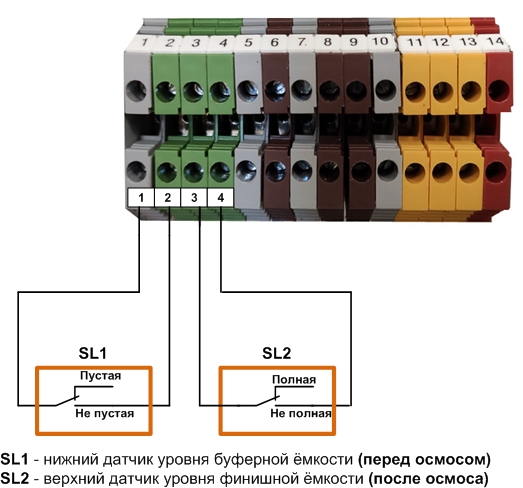 1 2 3 4 5 6 7 8 9 10 11 12 13 14
1 2 3 4
SL1 SL2
Пустая Полная
Не пустая Не полная
SL1 - нижний датчик уровня буферной ёмкости (перед осмосом)
SL2 - верхний датчик уровня финишной ёмкости (после осмоса)